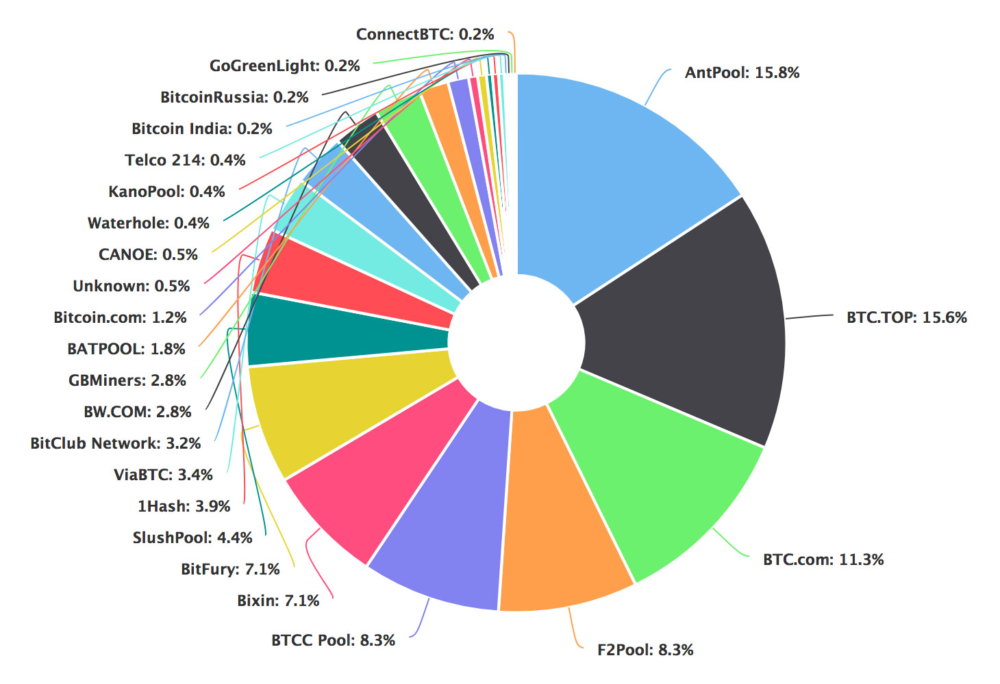 ConnectBTC: 0.2%
GoGreenLight: 0.2%
AntPool: 15.8%
BitcoinRussia: 0.2%
Bitcoin India: 0.2%
Telco 214: 0.4%
KanoPool: 0.4%
Waterhole: 0.4%
CANOE: 0.5%
Unknown: 0.5%
Bitcoin.com: 1.2%
BTC.TOP: 15.6%
BATPOOL: 1.8%
GBMiners: 2.8%
BW.COM: 2.8%
BitClub Network: 3.2%
ViaBTC: 3.4%
1Hash: 3.9%
SlushPool: 4.4%
BTC.com: 11.3%
BitFury: 7.1%
Bixin: 7.1%
BTCC Pool: 8.3%
F2Pool: 8.3%